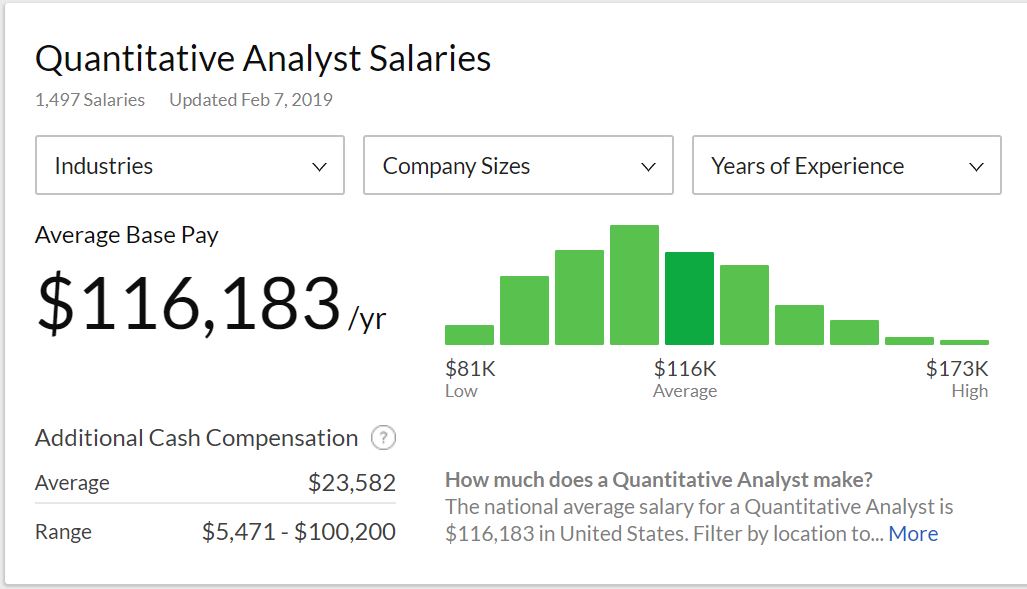 Quantitative Analyst Salaries
1,497 Salaries Updated Feb 7, 2019
Industries Company Sizes Years of Experience
Average Base Pay
$116,183 /yr
$81K $116K $173K
Low Average High
Additional Cash Compensation ?
Average $23,582
Range $5,471 - $100,200
How much does a Quantitative Analyst make?
The national average salary for a Quantitative Analyst is
$116,183 in United States. Filter by location to... More